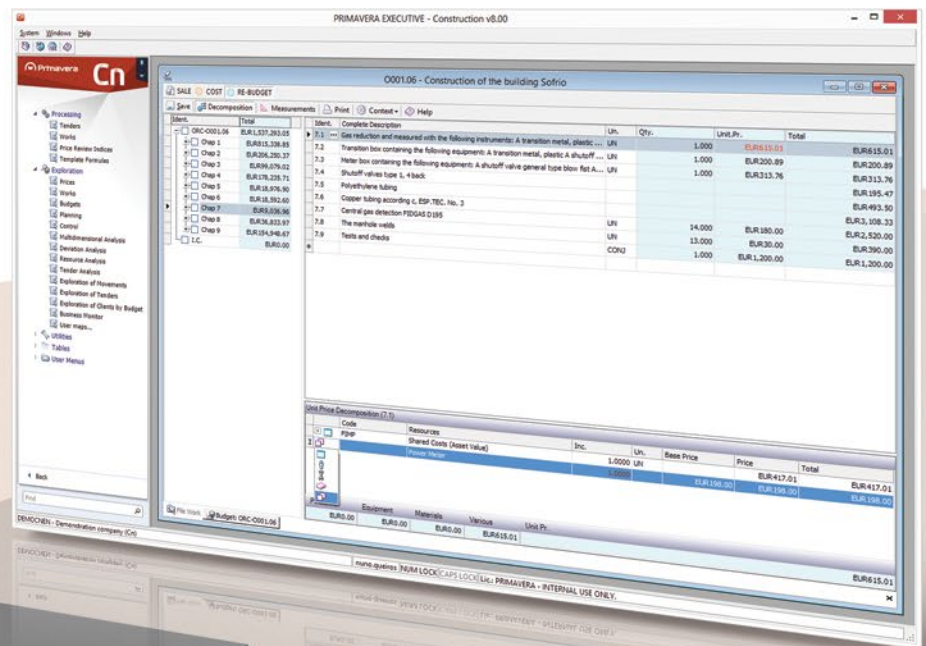 PRIMAVERA EXECUTIVE - Construction v8.00
System Windows Help
Primavera Cn
Processing
Tenders
Works
Price Review Indices
Template Formulas
Exploration
Prices
Works
Budgets
Planning
Control
Multidimensional Analysis
Deviation Analysis
Resource Analysis
Tender Analysis
Exploration of Movements
Exploration of Tenders
Exploration of Clients by Budget
Business Monitor
User maps...
Utilities
Tables
User Menus
Back
Find
DEMOCNEN - Demonstration company (Cn)
O001.06 - Construction of the building Sofrio
SALE COST RE-BUDGET
Save Decomposition Measurements Print Context Help
Ident. Total
ORC-O001.06 EUR1,537,293.05
Chap 1 EUR815,338.85
Chap 2 EUR206,250.37
Chap 3 EUR99,079.02
Chap 4 EUR178,235.71
Chap 5 EUR18,976.90
Chap 6 EUR18,592.60
Chap 7 EUR9,036.96
Chap 8 EUR36,833.97
Chap 9 EUR154,948.67
I.C. EUR0.00
Ident. Complete Description Un. Qty. Unit.Pr. Total
7.1 ... Gas reduction and measured with the following instruments: A transition metal, plastic ... UN 1.000 EUR615.01 EUR615.01
7.2 Transition box containing the following equipment: A transition metal, plastic A shutoff ... UN 1.000 EUR200.89 EUR200.89
7.3 Meter box containing the following equipments: A shutoff valve general type blow flet A... UN 1.000 EUR313.76 EUR313.76
7.4 Shutoff valves type 1, 4 back EUR195.47
7.5 Polyethylene tubing EUR493.50
7.6 Copper tubing according c. ESP.TEC. No. 3 EUR3,108.33
7.7 Central gas detection FIDGAS D195 UN 14.000 EUR180.00 EUR2,520.00
7.8 The manhole welds UN 13.000 EUR30.00 EUR390.00
7.9 Tests and checks CONJ 1.000 EUR1,200.00 EUR1,200.00
Unit Price Decomposition (7.1)
Code Resources Inc. Un. Base Price Price Total
Shared Costs (Asset Value) 1.0000 UN EUR417.01 EUR417.01
Power Meter 1.0000 EUR198.00 EUR198.00 EUR198.00
Equipment Materials Various Unit Pr
EUR0.00 EUR0.00 EUR0.00 EUR615.01
EUR615.01
File Work Budget: ORC-O001.06
nuno.queiros NUM LOCK CAPS LOCK Lic.: PRIMAVERA - INTERNAL USE ONLY.